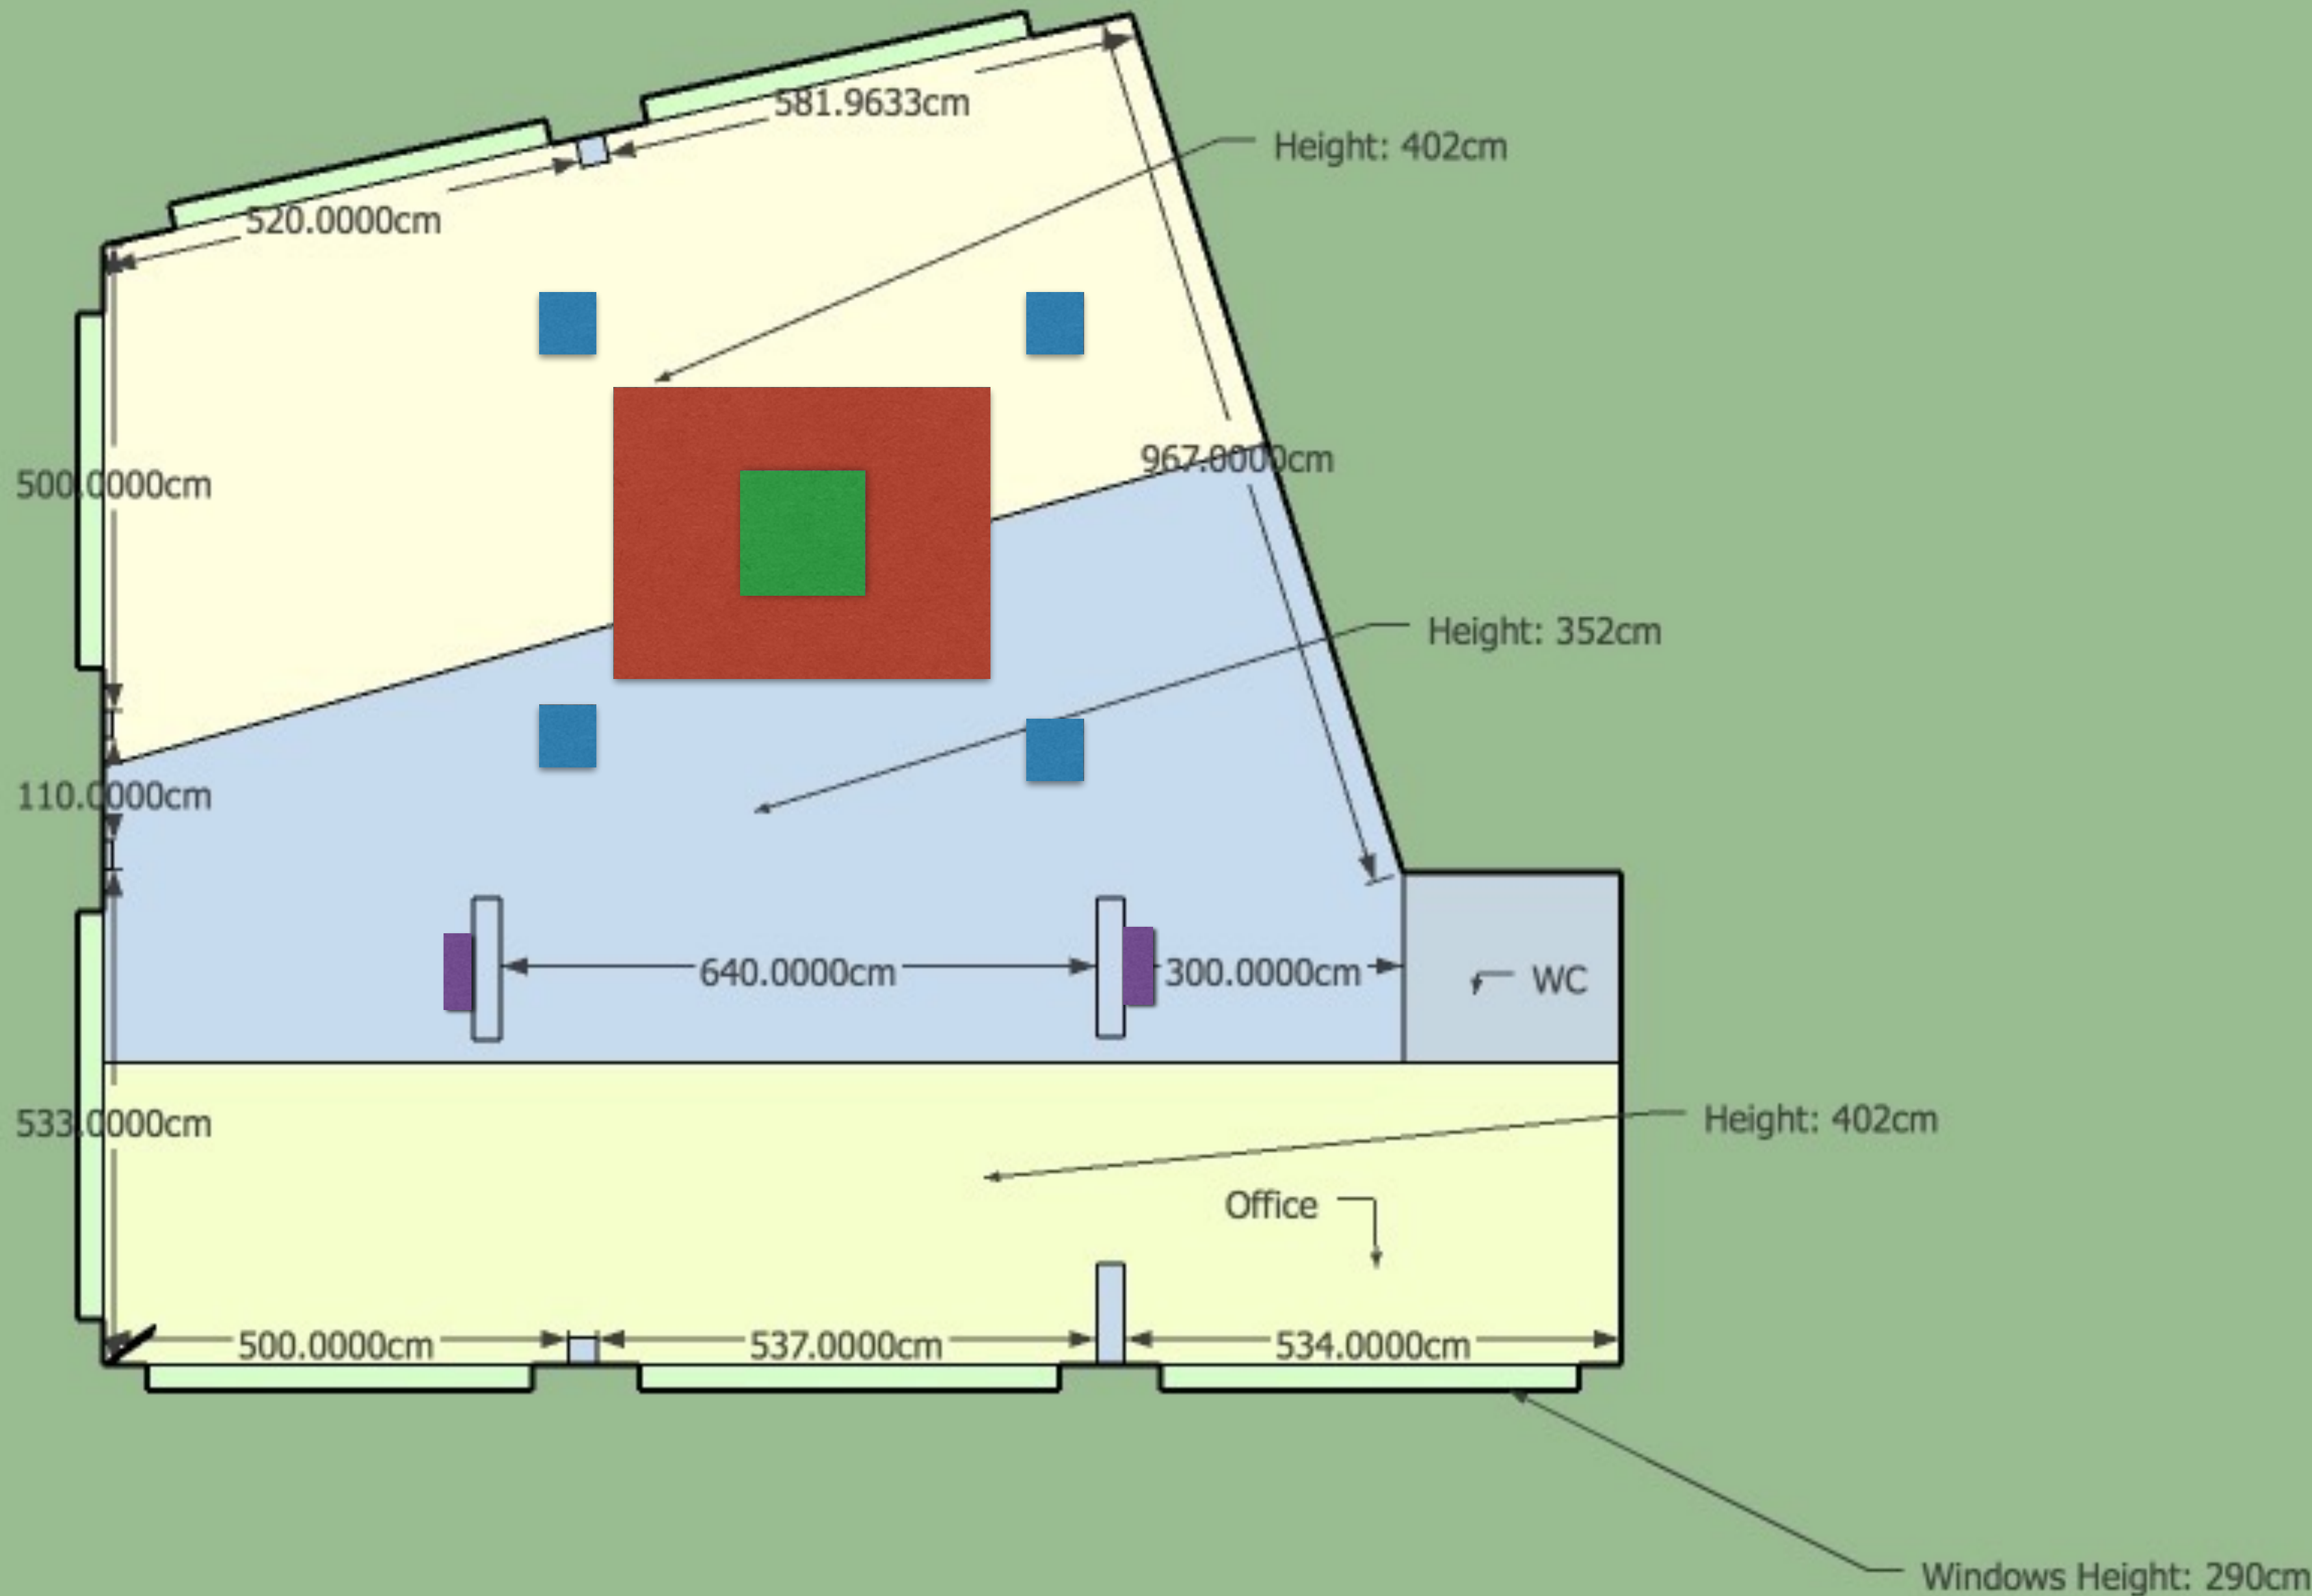 581.9633cm
Height: 402cm
520.0000cm
967.0000cm
500.0000cm
Height: 352cm
110.0000cm
640.0000cm
300.0000cm
WC
533.0000cm
Height: 402cm
Office
500.0000cm
537.0000cm
534.0000cm
Windows Height: 290cm